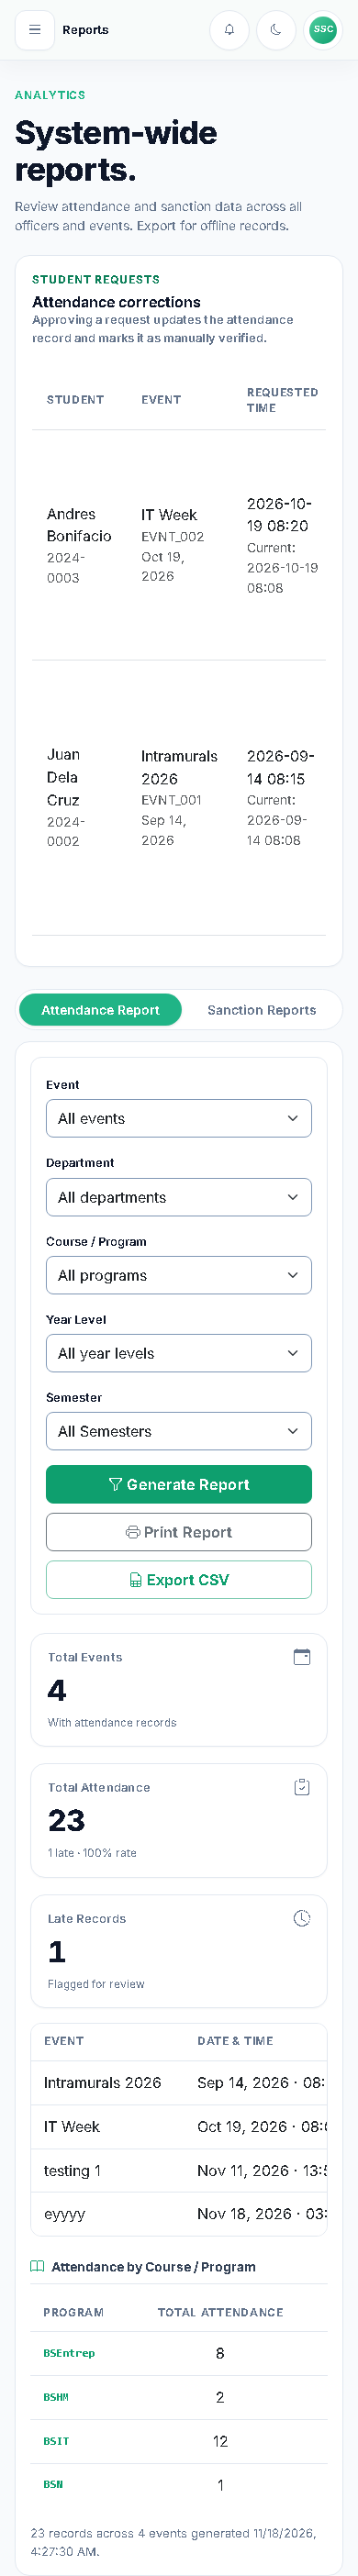 Reports
SSC
ANALYTICS
System-wide
reports.
Review attendance and sanction data across all
officers and events. Export for offline records.
STUDENT REQUESTS
Attendance corrections
Approving a request updates the attendance
record and marks it as manually verified.
STUDENT EVENT REQUESTED
TIME
Andres
Bonifacio
2024-
0003
IT Week
EVNT_002
Oct 19,
2026
2026-10-
19 08:20
Current:
2026-10-19
08:08
Juan
Dela
Cruz
2024-
0002
Intramurals
2026
EVNT_001
Sep 14,
2026
2026-09-
14 08:15
Current:
2026-09-
14 08:08
Attendance Report Sanction Reports
Event
All events
Department
All departments
Course / Program
All programs
Year Level
All year levels
Semester
All Semesters
Generate Report
Print Report
Export CSV
Total Events
4
With attendance records
Total Attendance
23
1 late · 100% rate
Late Records
1
Flagged for review
EVENT DATE & TIME
Intramurals 2026 Sep 14, 2026 · 08:
IT Week Oct 19, 2026 · 08:
testing 1 Nov 11, 2026 · 13:
eyyyy Nov 18, 2026 · 03:
Attendance by Course / Program
PROGRAM TOTAL ATTENDANCE
BSEntrep 8
BSHM 2
BSIT 12
BSN 1
23 records across 4 events generated 11/18/2026,
4:27:30 AM.